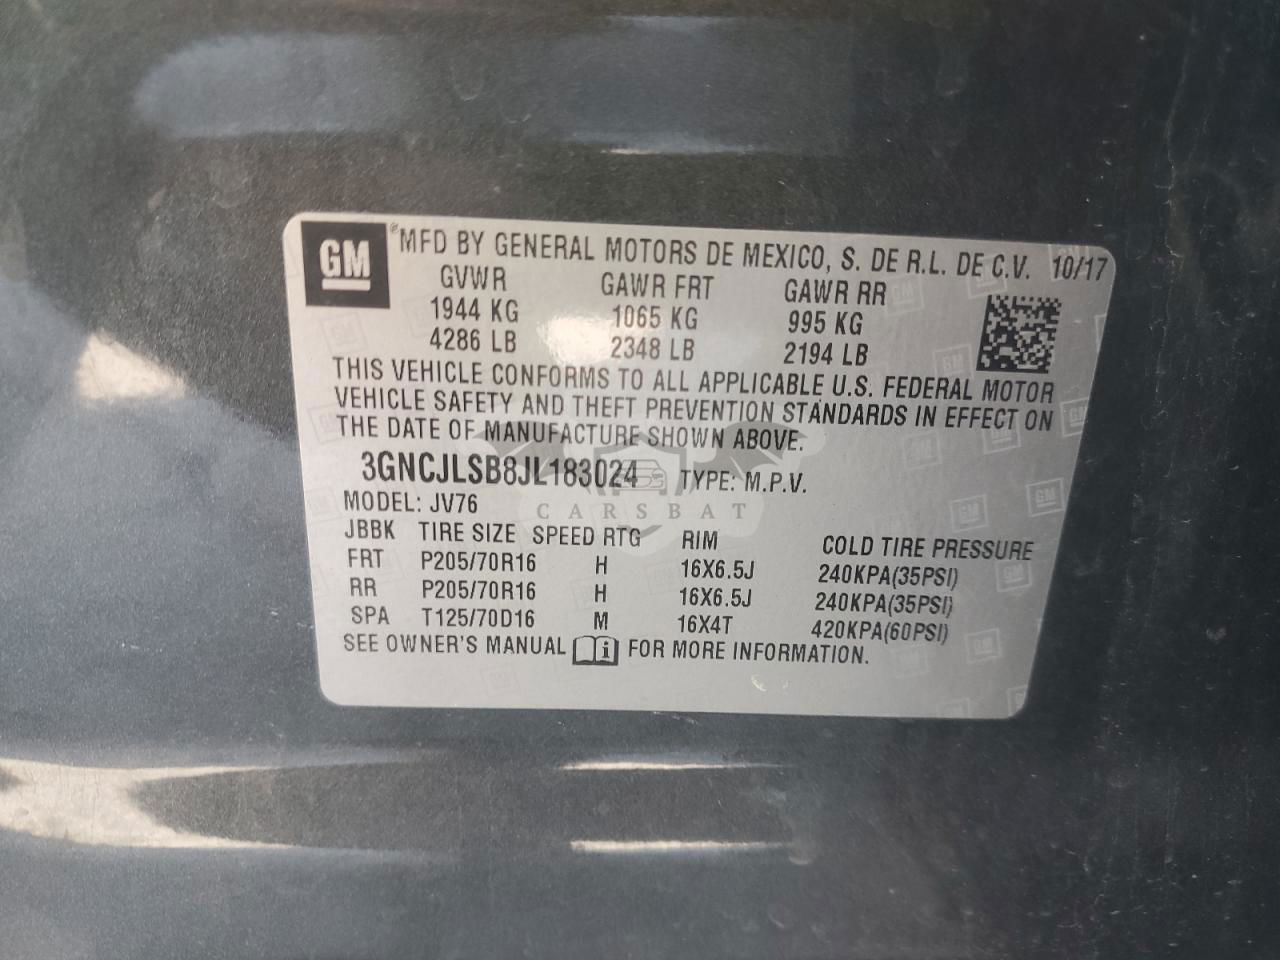 GM ®MFD BY GENERAL MOTORS DE MEXICO, S. DE R.L. DE C.V. 10/17
GVWR GAWR FRT GAWR RR
1944 KG 1065 KG 995 KG
4286 LB 2348 LB 2194 LB
THIS VEHICLE CONFORMS TO ALL APPLICABLE U.S. FEDERAL MOTOR
VEHICLE SAFETY AND THEFT PREVENTION STANDARDS IN EFFECT ON
THE DATE OF MANUFACTURE SHOWN ABOVE.
3GNCJLSB8JL183024 TYPE: M.P.V.
MODEL: JV76
CARSBAT
JBBK TIRE SIZE SPEED RTG RIM COLD TIRE PRESSURE
FRT P205/70R16 H 16X6.5J 240KPA(35PSI)
RR P205/70R16 H 16X6.5J 240KPA(35PSI)
SPA T125/70D16 M 16X4T 420KPA(60PSI)
SEE OWNER'S MANUAL i FOR MORE INFORMATION.